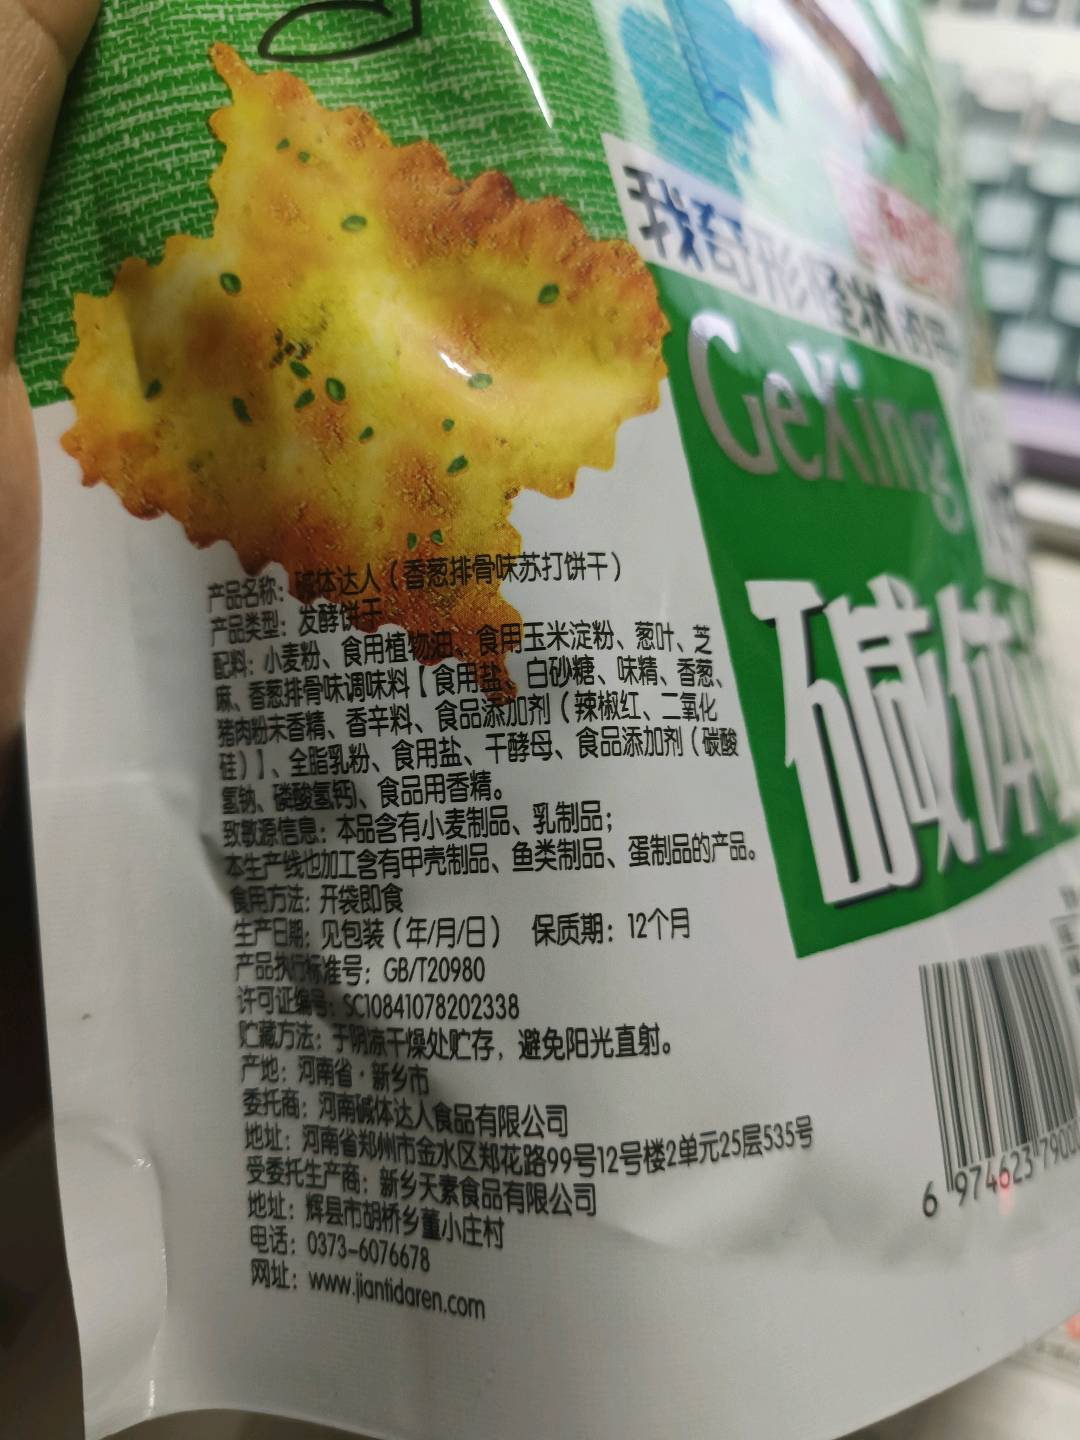 我奇形怪状
GeXing
碱体
产品名称：碱体达人（香葱排骨味苏打饼干）
产品类型：发酵饼干
配料：小麦粉、食用植物油、食用玉米淀粉、葱叶、芝
麻、香葱排骨味调味料【食用盐、白砂糖、味精、香葱、
猪肉粉末香精、香辛料、食品添加剂（辣椒红、二氧化
硅）】、全脂乳粉、食用盐、干酵母、食品添加剂（碳酸
氢钠、磷酸氢钙）、食品用香精。
致敏源信息：本品含有小麦制品、乳制品；
本生产线也加工含有甲壳制品、鱼类制品、蛋制品的产品。
食用方法：开袋即食
生产日期：见包装（年/月/日） 保质期：12个月
产品执行标准号：GB/T20980
许可证编号：SC10841078202338
贮藏方法：于阴凉干燥处贮存，避免阳光直射。
产地：河南省·新乡市
委托商：河南碱体达人食品有限公司
地址：河南省郑州市金水区郑花路99号12号楼2单元25层535号
受委托生产商：新乡天素食品有限公司
地址：辉县市胡桥乡董小庄村
电话：0373-6076678
网址：www.jiantidaren.com
6 974623 7900